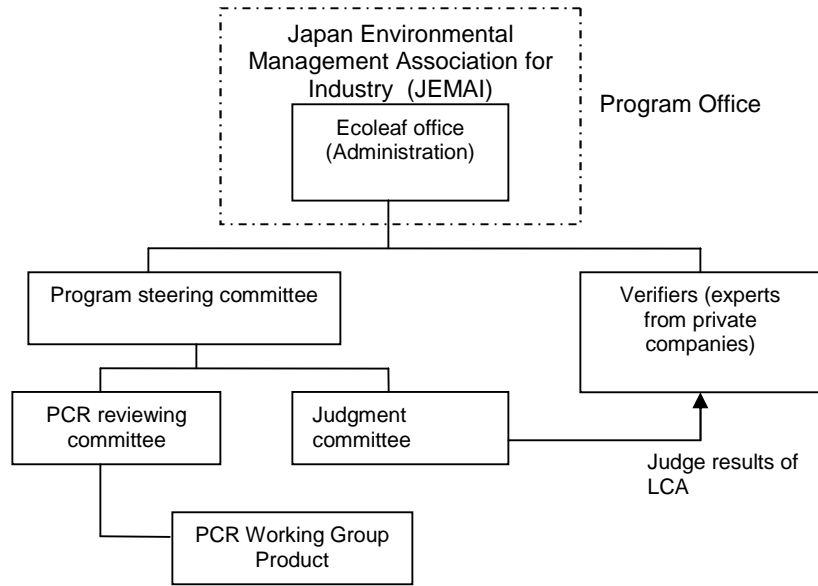 Japan Environmental
Management Association for
Industry (JEMAI)
Program Office
Ecoleaf office
(Administration)
Program steering committee
Verifiers (experts
from private
companies)
PCR reviewing
committee
Judgment
committee
Judge results of
LCA
PCR Working Group
Product